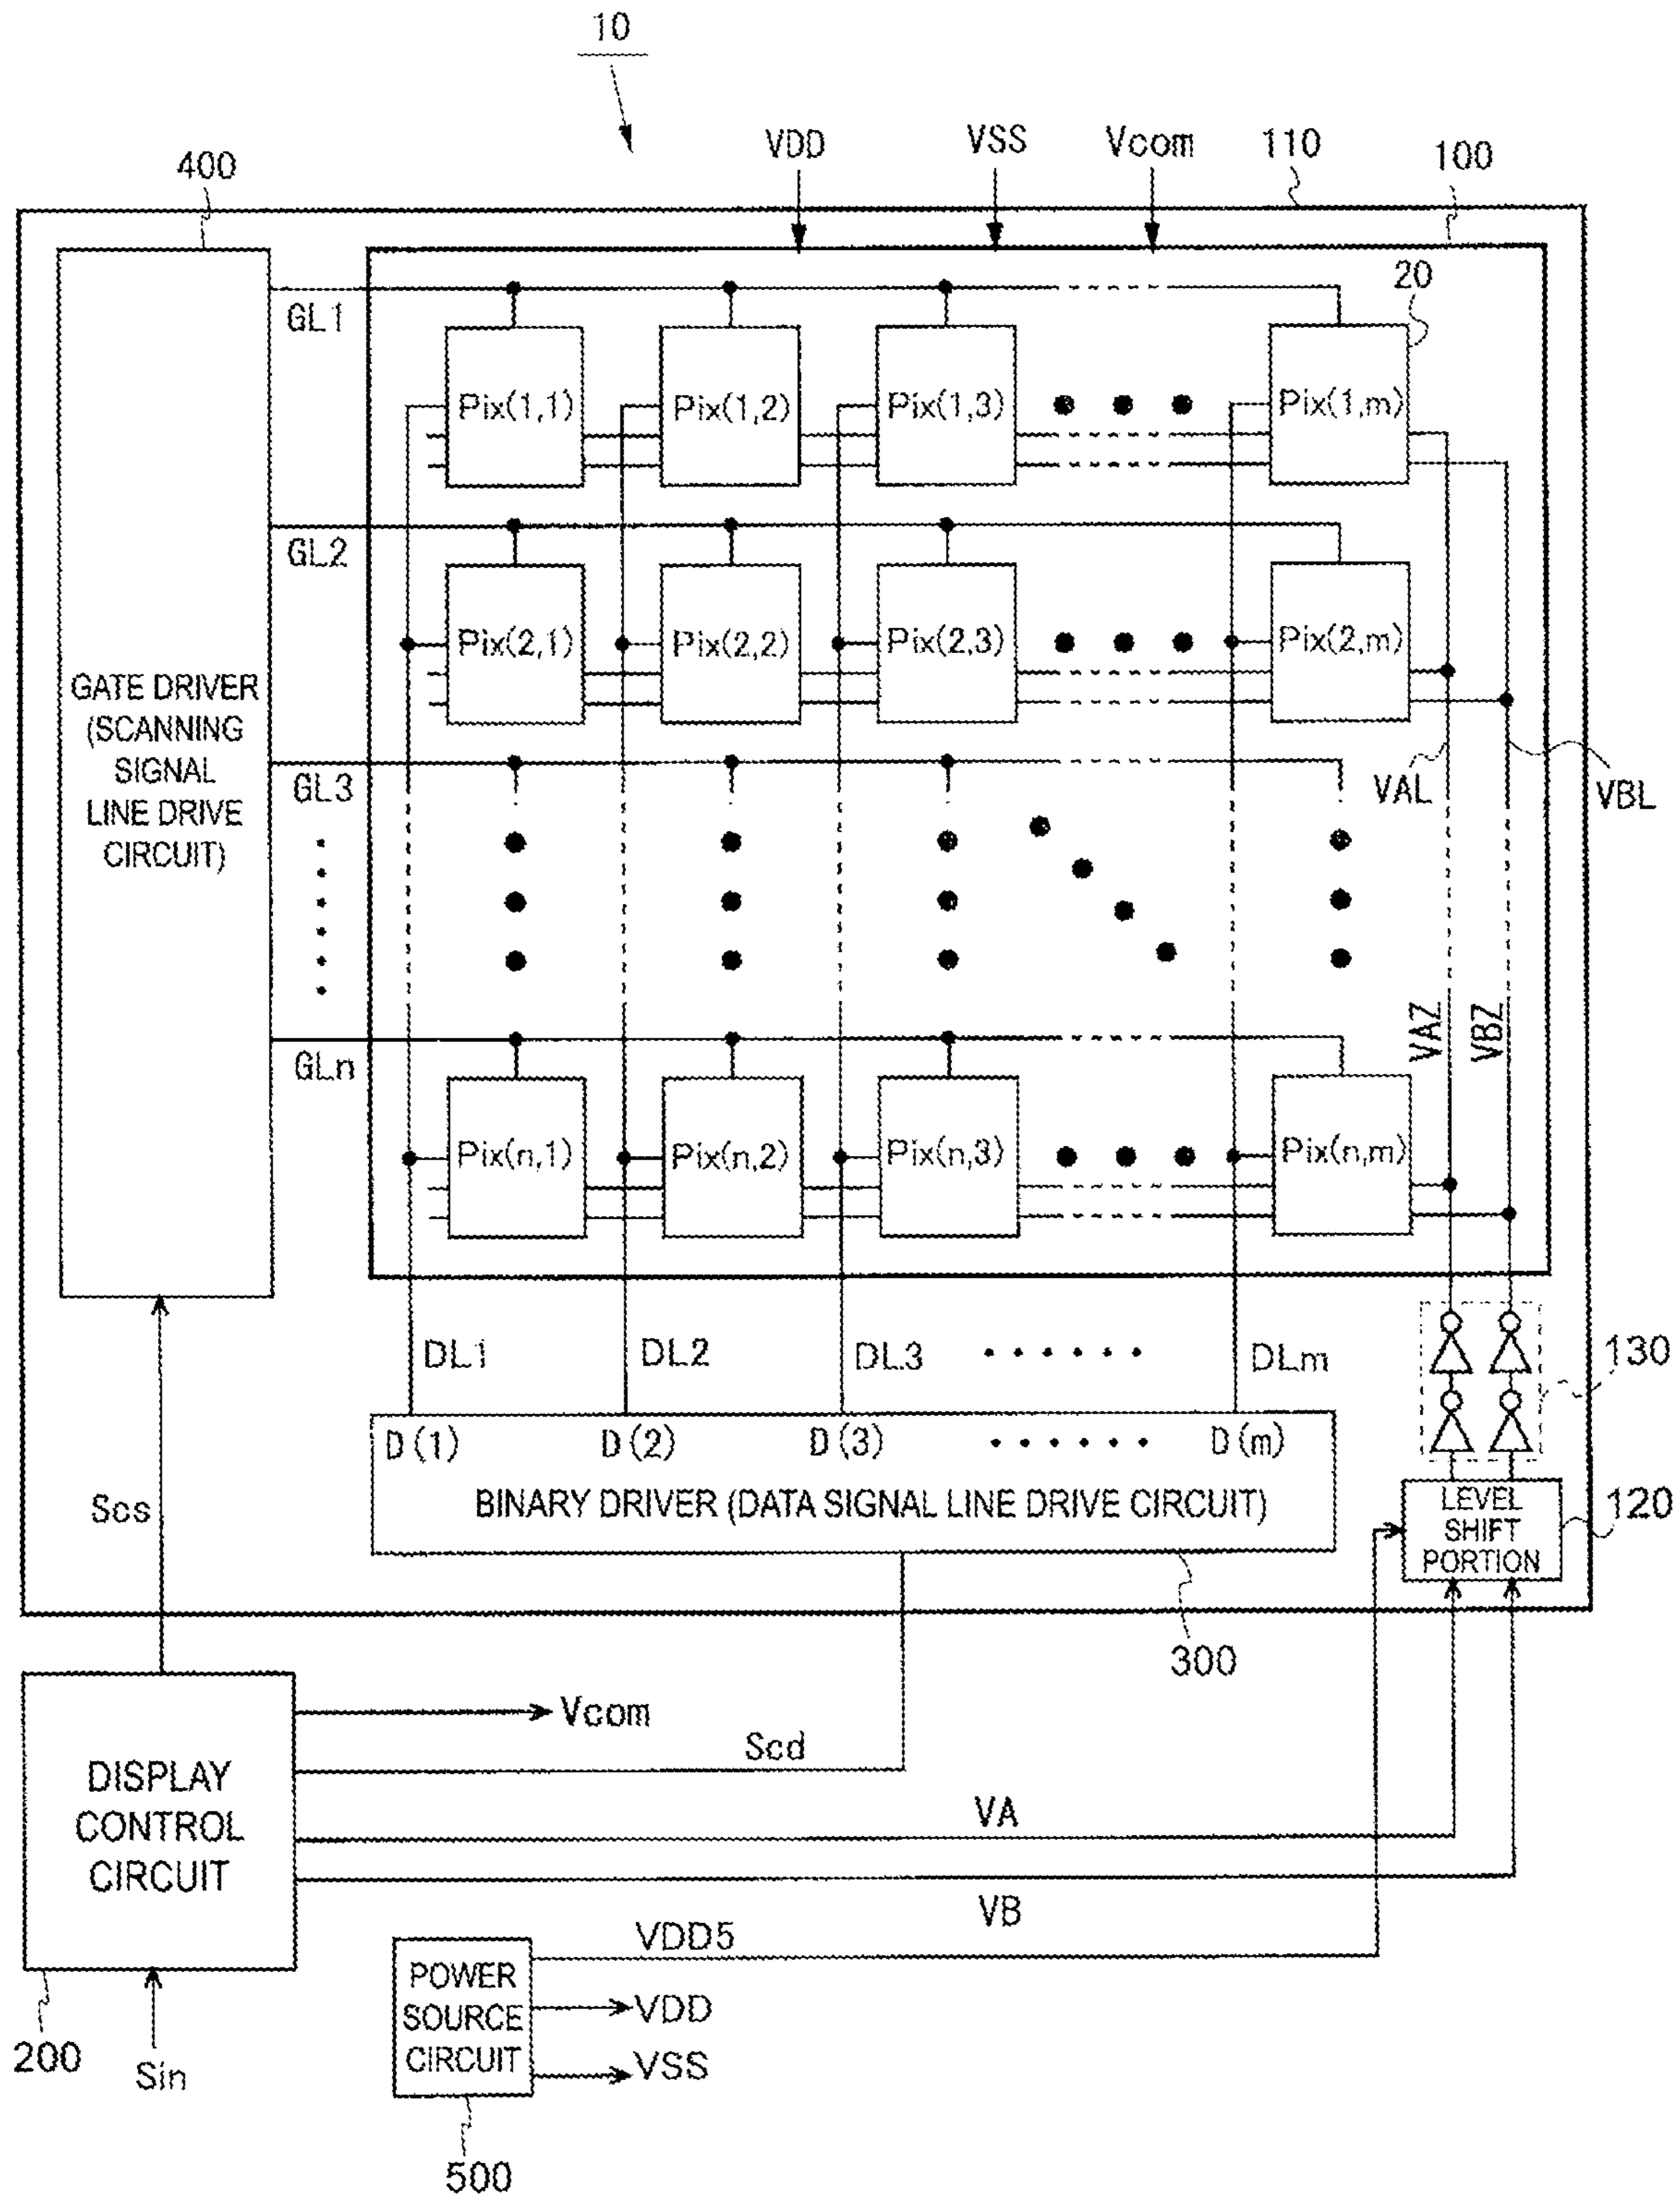 10
VDD VSS Vcom 110 100
400
20
GL1
Pix(1,1) Pix(1,2) Pix(1,3) Pix(1,m)
GL2
Pix(2,1) Pix(2,2) Pix(2,3) Pix(2,m)
GATE DRIVER
(SCANNING
SIGNAL
LINE DRIVE
CIRCUIT)
GL3
VAL VBL
VAZ VBZ
GLn
Pix(n,1) Pix(n,2) Pix(n,3) Pix(n,m)
DL1 DL2 DL3 DLm
130
D(1) D(2) D(3) D(m)
BINARY DRIVER (DATA SIGNAL LINE DRIVE CIRCUIT)
LEVEL
SHIFT
PORTION
120
Scs
300
Vcom
Scd
DISPLAY
CONTROL
CIRCUIT
VA
VB
VDD5
POWER
SOURCE
CIRCUIT
VDD
VSS
200
Sin
500